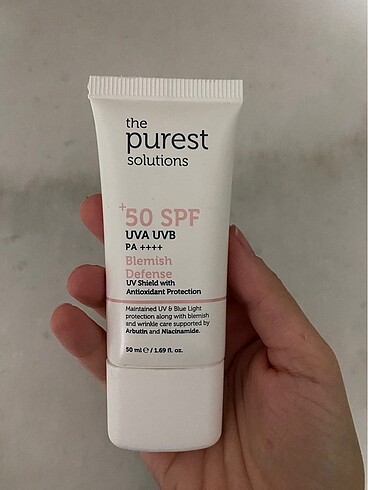 the
purest
solutions
+50 SPF
UVA UVB
PA ++++
Blemish
Defense
UV Shield with
Antioxidant Protection
Maintained UV & Blue Light
protection along with blemish
and wrinkle care supported by
Arbutin and Niacinamide.
50 ml ℮ / 1.69 fl. oz.